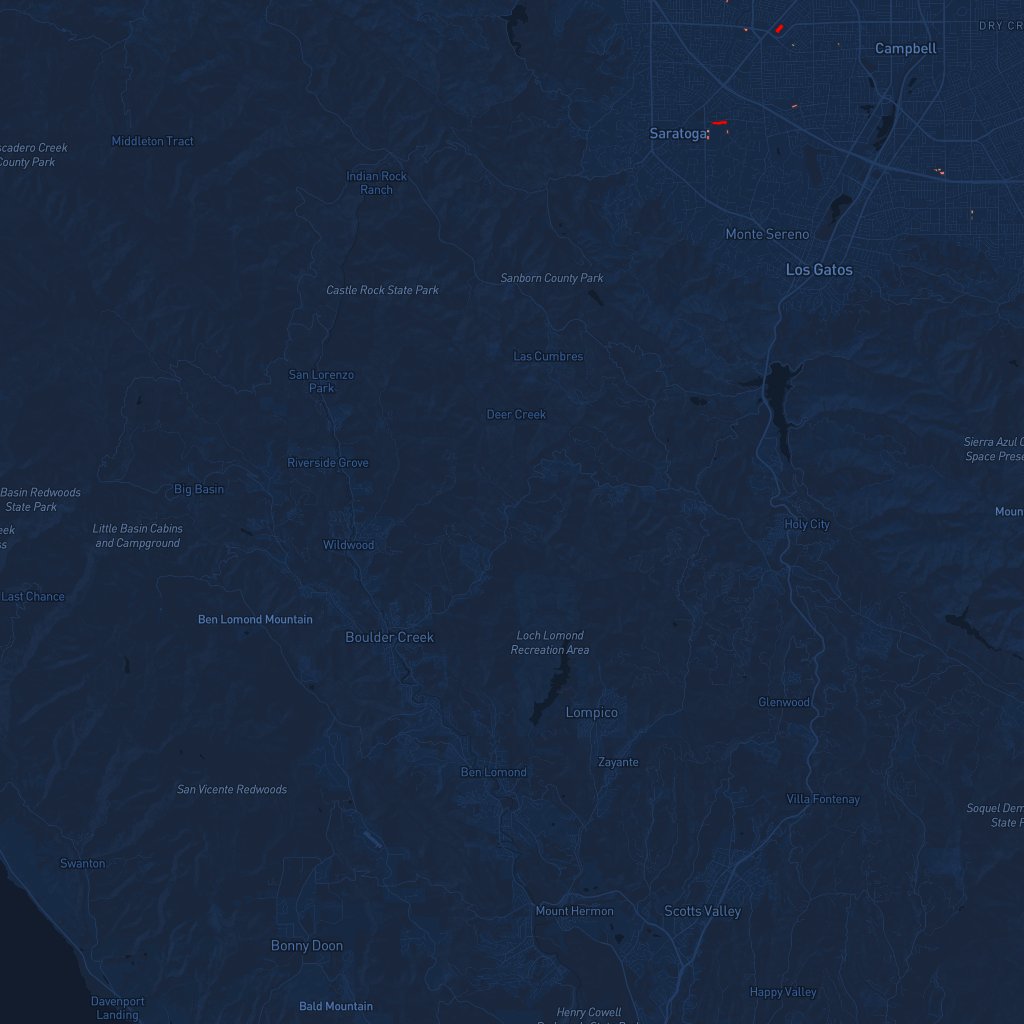 DRY CR
Campbell
Saratoga
Middleton Tract
scadero Creek
County Park
Indian Rock
Ranch
Monte Sereno
Los Gatos
Sanborn County Park
Castle Rock State Park
Las Cumbres
San Lorenzo
Park
Deer Creek
Sierra Azul O
Space Prese
Riverside Grove
Big Basin
Basin Redwoods
State Park
Moun
Little Basin Cabins
and Campground
eek
ss
Holy City
Wildwood
Last Chance
Ben Lomond Mountain
Boulder Creek
Loch Lomond
Recreation Area
Glenwood
Lompico
Zayante
Ben Lomond
San Vicente Redwoods
Villa Fontenay
Soquel Dem
State F
Swanton
Mount Hermon
Scotts Valley
Bonny Doon
Happy Valley
Davenport
Landing
Bald Mountain
Henry Cowell